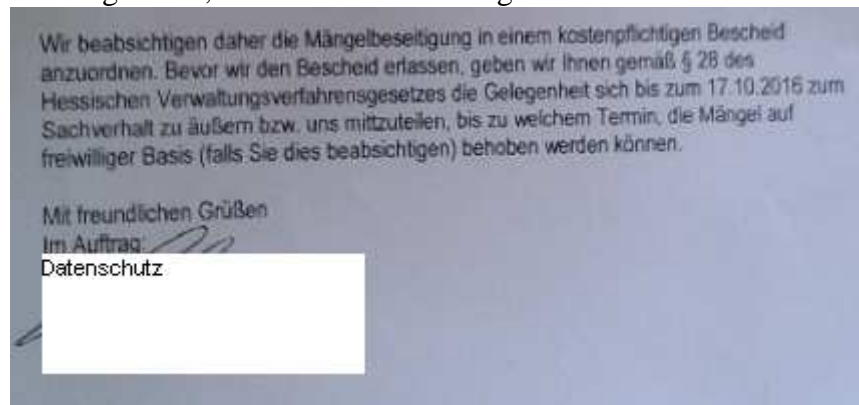 Wir beabsichtigen daher die Mängelbeseitigung in einem kostenpflichtigen Bescheid
anzuordnen. Bevor wir den Bescheid erlassen, geben wir Ihnen gemäß § 28 des
Hessischen Verwaltungsverfahrensgesetzes die Gelegenheit sich bis zum 17.10.2016 zum
Sachverhalt zu äußern bzw. uns mitzuteilen, bis zu welchem Termin, die Mängel auf
freiwilliger Basis (falls Sie dies beabsichtigen) behoben werden können.
Mit freundlichen Grüßen
Im Auftrag:
Datenschutz